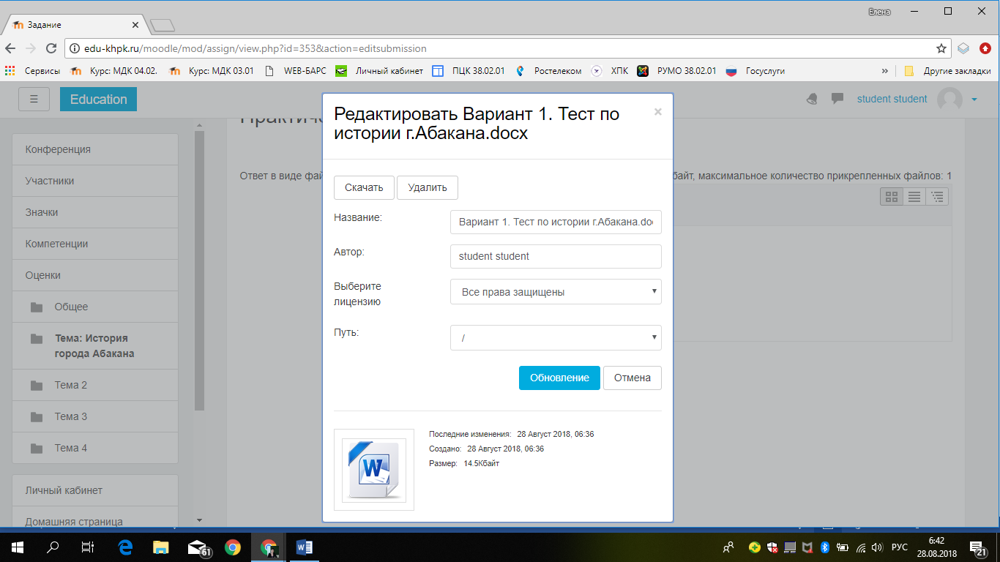 Елена
Задание
edu-khpk.ru/moodle/mod/assign/view.php?id=353&action=editsubmission
Сервисы Курс: МДК 04.02. Курс: МДК 03.01 WEB-БАРС Личный кабинет ПЦК 38.02.01 Ростелеком ХПК РУМО 38.02.01 Госуслуги » Другие закладки
Education
student student
Редактировать Вариант 1. Тест по
истории г.Абакана.docx
×
Конференция
Участники
Значки
Компетенции
Оценки
Общее
Тема: История
города Абакана
Тема 2
Тема 3
Тема 4
Личный кабинет
Домашняя страница
Ответ в виде фай
байт, максимальное количество прикрепленных файлов: 1
Скачать Удалить
Название: Вариант 1. Тест по истории г.Абакана.doc
Автор: student student
Выберите
лицензию
Все права защищены
Путь: /
Обновление Отмена
Последние изменения: 28 Август 2018, 06:36
Создано: 28 Август 2018, 06:36
Размер: 14.5Кбайт
W
61
РУС
6:42
28.08.2018
21